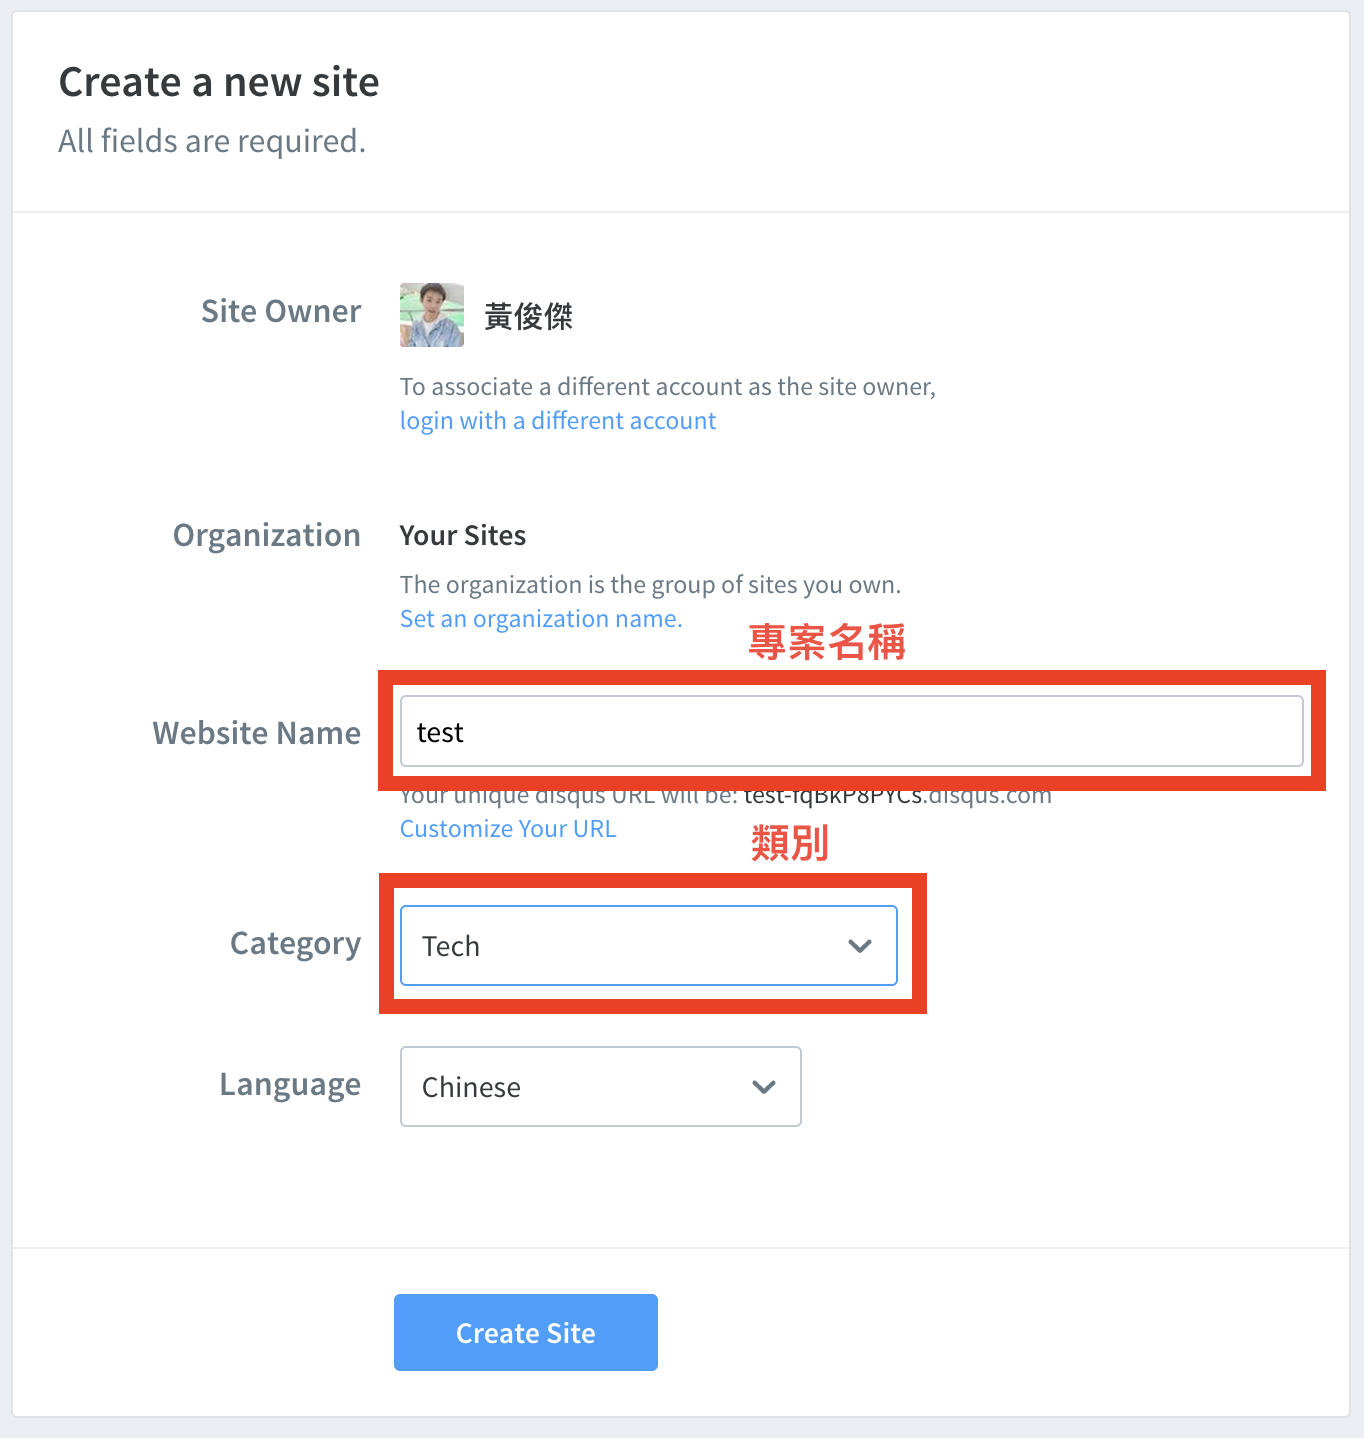 Create a new site
All fields are required.
Site Owner
黃俊傑
To associate a different account as the site owner,
login with a different account
Organization
Your Sites
The organization is the group of sites you own.
Set an organization name.
專案名稱
Website Name
test
Your unique disqus URL will be: test-fqBkP8PYCs.disqus.com
Customize Your URL
類別
Category
Tech
Language
Chinese
Create Site